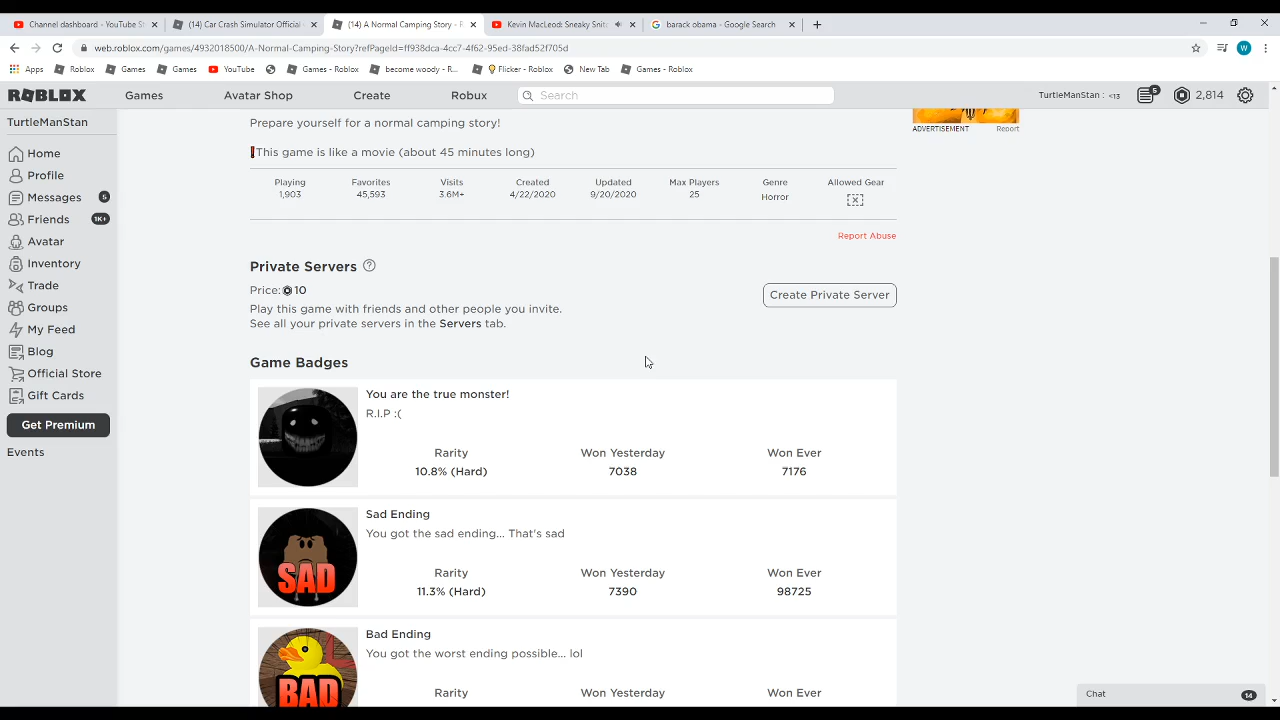 Channel dashboard - YouTube St
(14) Car Crash Simulator Official -
(14) A Normal Camping Story - R
Kevin MacLeod: Sneaky Snitc
barack obama - Google Search
web.roblox.com/games/4932018500/A-Normal-Camping-Story?refPageId=ff938dca-4cc7-4f62-95ed-38fad52f705d
W
Apps
Roblox
Games
Games
YouTube
Games - Roblox
become woody - R...
Flicker - Roblox
New Tab
Games - Roblox
ROBLOX
Games
Avatar Shop
Create
Robux
Search
TurtleManStan : <13
5
2,814
TurtleManStan
Home
Profile
Messages 5
Friends 1K+
Avatar
Inventory
Trade
Groups
My Feed
Blog
Official Store
Gift Cards
Get Premium
Events
Prepare yourself for a normal camping story!
❗This game is like a movie (about 45 minutes long)
ADVERTISEMENT Report
Playing Favorites Visits Created Updated Max Players Genre Allowed Gear
1,903 45,593 3.6M+ 4/22/2020 9/20/2020 25 Horror
Report Abuse
Private Servers ?
Price: 10
Create Private Server
Play this game with friends and other people you invite.
See all your private servers in the Servers tab.
Game Badges
You are the true monster!
R.I.P :(
Rarity Won Yesterday Won Ever
10.8% (Hard) 7038 7176
SAD
Sad Ending
You got the sad ending... That's sad
Rarity Won Yesterday Won Ever
11.3% (Hard) 7390 98725
BAD
Bad Ending
You got the worst ending possible... lol
Rarity Won Yesterday Won Ever
Chat 14